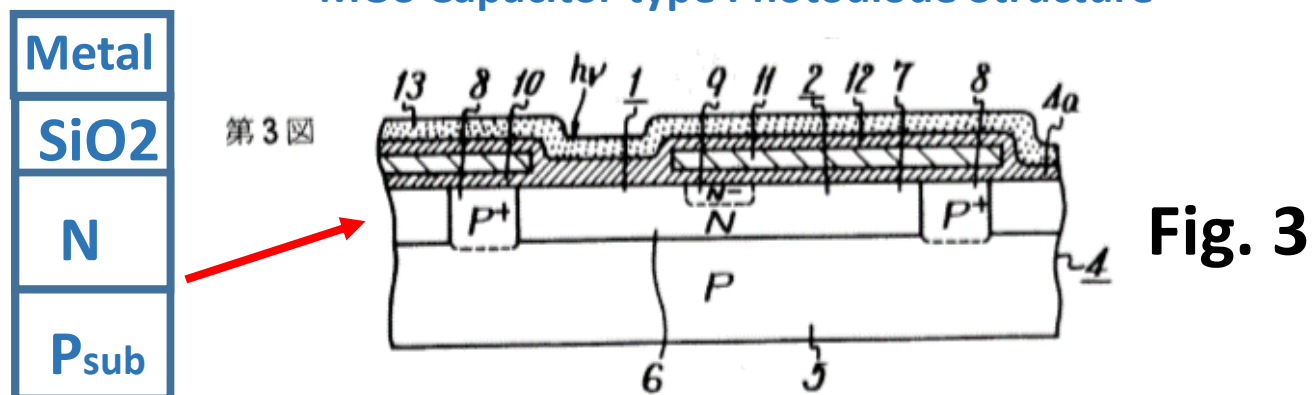 MOS Capacitor type Photodiode Structure
Metal
SiO2
N
Psub
第3図
13 8 10 hν 1 9 11 2 12 7 8 4a
P+ N- N P+
P
4
6 5
Fig. 3